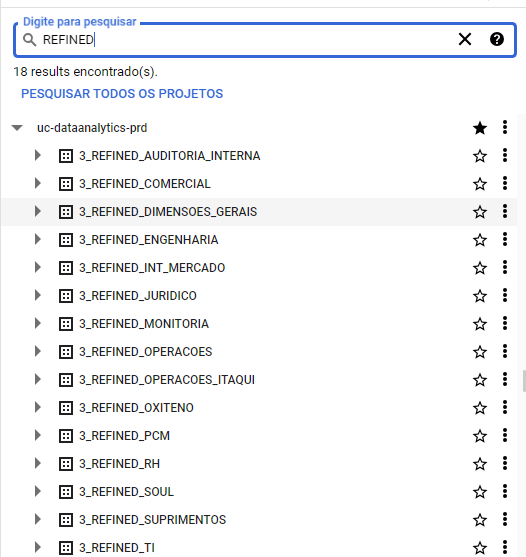 Digite para pesquisar
REFINED
18 results encontrado(s).
PESQUISAR TODOS OS PROJETOS
uc-dataanalytics-prd
3_REFINED_AUDITORIA_INTERNA
3_REFINED_COMERCIAL
3_REFINED_DIMENSOES_GERAIS
3_REFINED_ENGENHARIA
3_REFINED_INT_MERCADO
3_REFINED_JURIDICO
3_REFINED_MONITORIA
3_REFINED_OPERACOES
3_REFINED_OPERACOES_ITAQUI
3_REFINED_OXITENO
3_REFINED_PCM
3_REFINED_RH
3_REFINED_SOUL
3_REFINED_SUPRIMENTOS
3_REFINED_TI